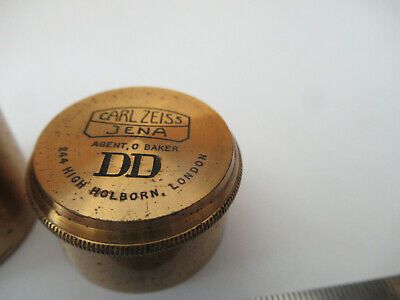 CARL ZEISS
JENA
AGENT, C BAKER
DD
244 HIGH HOLBORN, LONDON